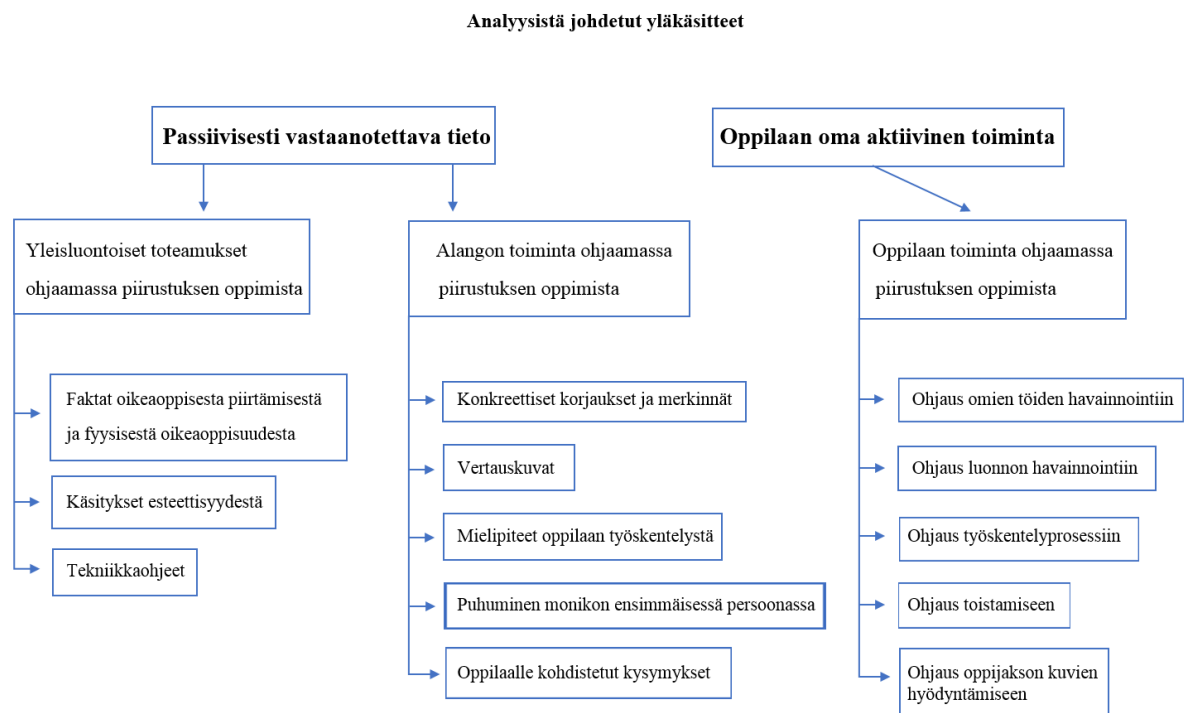 Analyysistä johdetut yläkäsitteet
Passiivisesti vastaanotettava tieto
Oppilaan oma aktiivinen toiminta
Yleisluontoiset toteamukset
ohjaamassa piirustuksen oppimista
Alangon toiminta ohjaamassa
piirustuksen oppimista
Oppilaan toiminta ohjaamassa
piirustuksen oppimista
Faktat oikeaoppisesta piirtämisestä
ja fyysisestä oikeaoppisuudesta
Käsitykset esteettisyydestä
Tekniikkaohjeet
Konkreettiset korjaukset ja merkinnät
Vertauskuvat
Mielipiteet oppilaan työskentelystä
Puhuminen monikon ensimmäisessä persoonassa
Oppilaalle kohdistetut kysymykset
Ohjaus omien töiden havainnointiin
Ohjaus luonnon havainnointiin
Ohjaus työskentelyprosessiin
Ohjaus toistamiseen
Ohjaus oppijakson kuvien
hyödyntämiseen